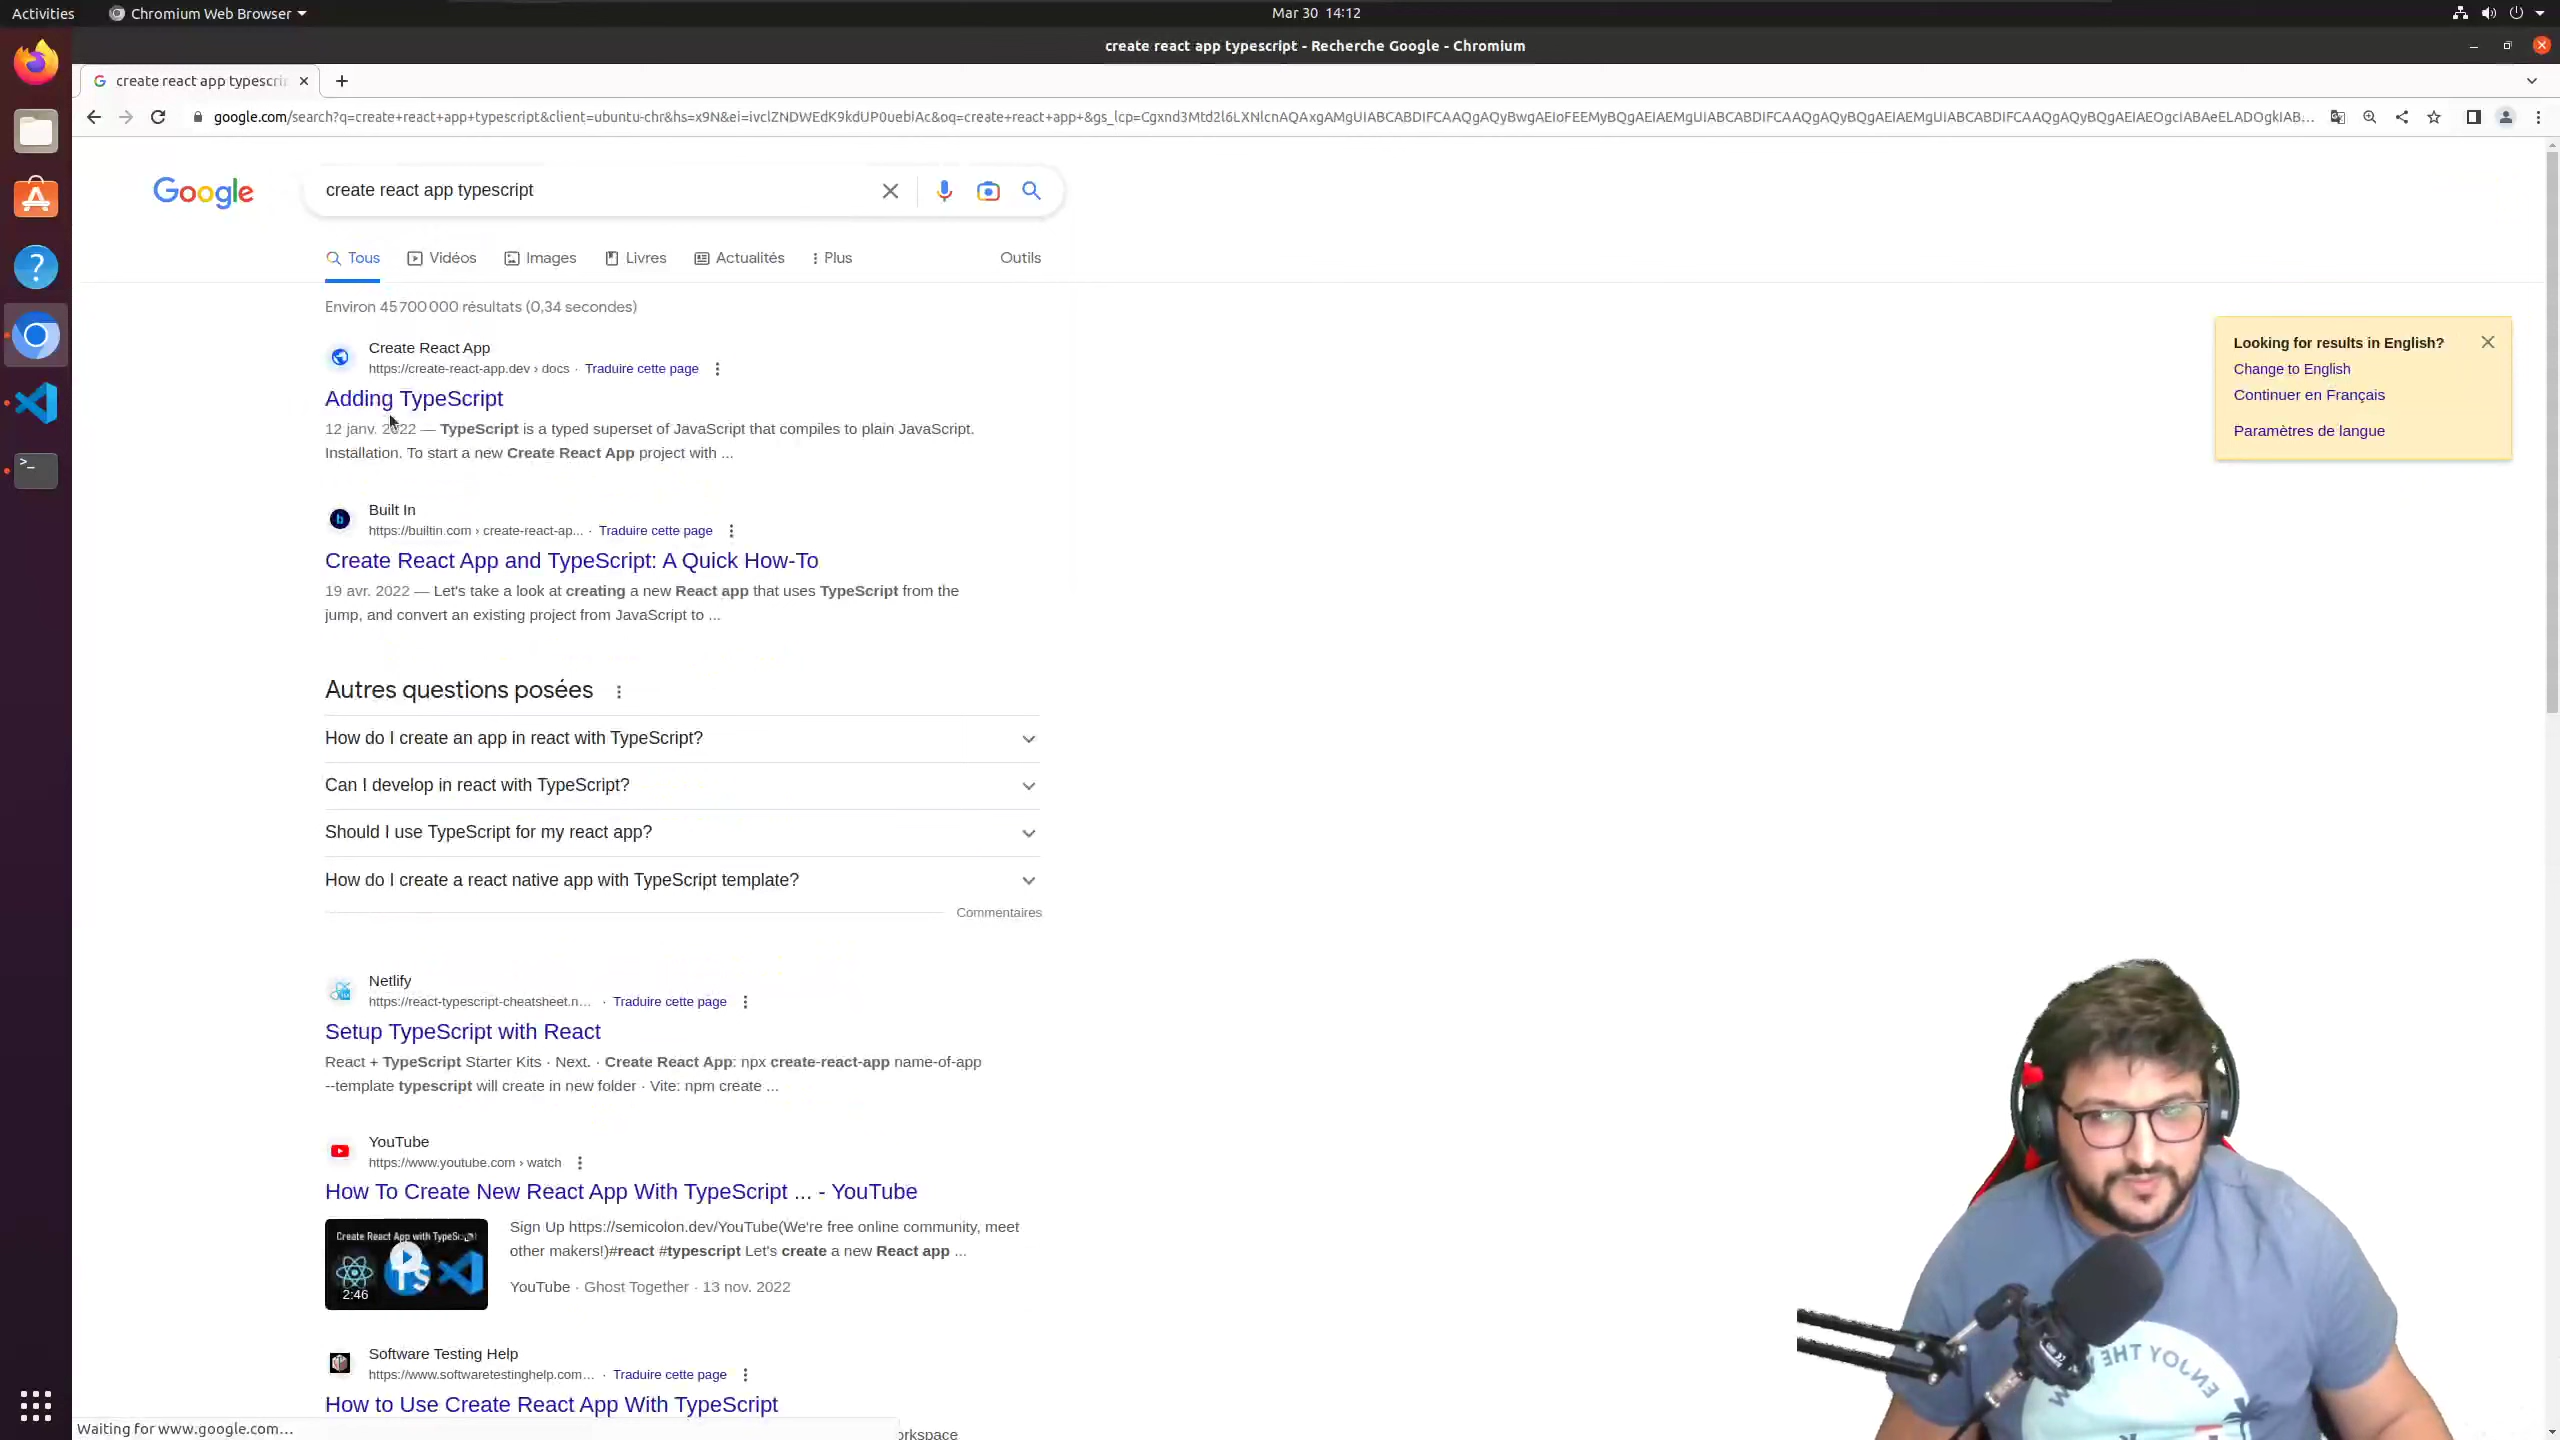 Activities
Chromium Web Browser
Mar 30 14:12
create react app typescript - Recherche Google - Chromium
create react app typescri
google.com/search?q=create+react+app+typescript&client=ubuntu-chr&hs=x9N&ei=ivclZNDWEdK9kdUP0uebiAc&oq=create+react+app+&gs_lcp=Cgxnd3Mtd2l6LXNlcnAQAxgAMgUIABCABDIFCAAQgAQyBwgAEIoFEEMyBQgAEIAEMgUIABCABDIFCAAQgAQyBQgAEIAEMgUIABCABDIFCAAQgAQyBQgAEIAEOgcIABAeELADOgkIAB...
Google
create react app typescript
Tous
Vidéos
Images
Livres
Actualités
Plus
Outils
Environ 45 700 000 résultats (0,34 secondes)
Create React App
https://create-react-app.dev › docs · Traduire cette page
Adding TypeScript
12 janv. 2022 — TypeScript is a typed superset of JavaScript that compiles to plain JavaScript.
Installation. To start a new Create React App project with ...
Looking for results in English?
Change to English
Continuer en Français
Paramètres de langue
Built In
https://builtin.com › create-react-ap... · Traduire cette page
Create React App and TypeScript: A Quick How-To
19 avr. 2022 — Let's take a look at creating a new React app that uses TypeScript from the
jump, and convert an existing project from JavaScript to ...
Autres questions posées
How do I create an app in react with TypeScript?
Can I develop in react with TypeScript?
Should I use TypeScript for my react app?
How do I create a react native app with TypeScript template?
Commentaires
Netlify
https://react-typescript-cheatsheet.n... · Traduire cette page
Setup TypeScript with React
React + TypeScript Starter Kits · Next. · Create React App: npx create-react-app name-of-app
--template typescript will create in new folder · Vite: npm create ...
YouTube
https://www.youtube.com › watch
How To Create New React App With TypeScript ... - YouTube
Create React App with TypeSc
TS
2:46
Sign Up https://semicolon.dev/YouTube(We're free online community, meet
other makers!)#react #typescript Let's create a new React app ...
YouTube · Ghost Together · 13 nov. 2022
Software Testing Help
https://www.softwaretestinghelp.com... · Traduire cette page
How to Use Create React App With TypeScript
Waiting for www.google.com...
orkspace
ENJOY THE